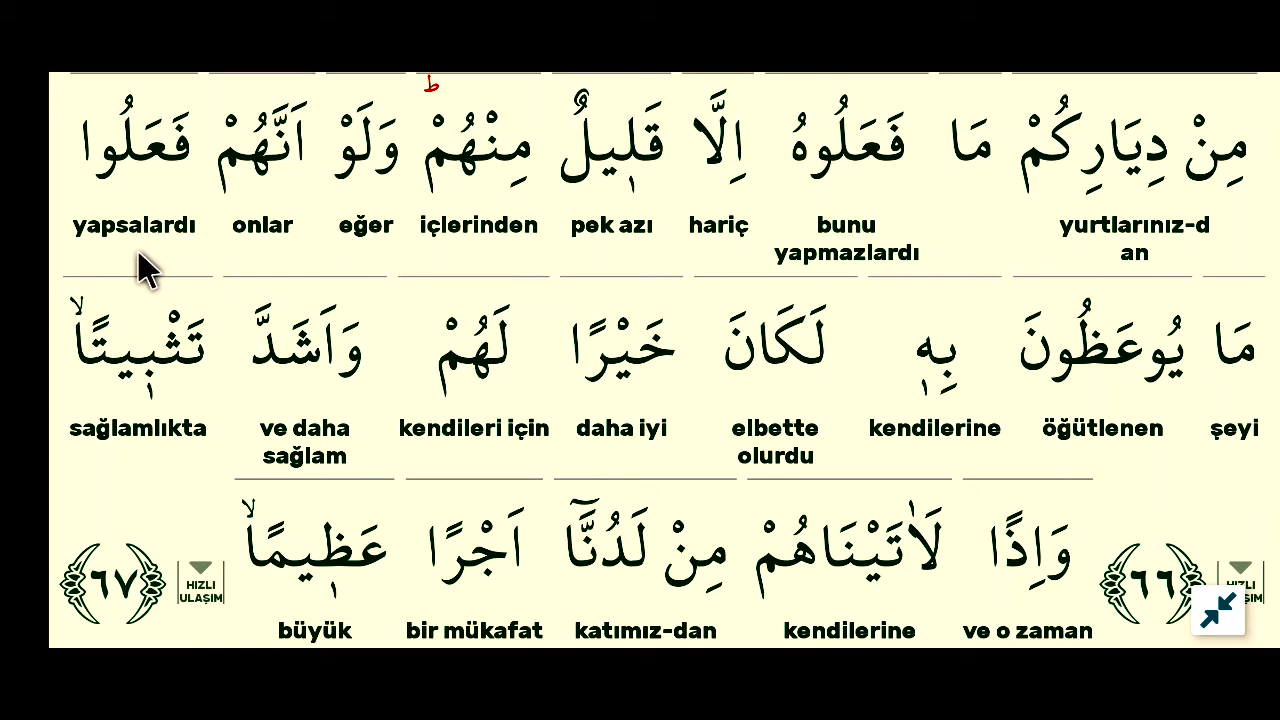 مِنْ دِيَارِكُمْ مَا فَعَلُوهُ اِلَّا قَل۪يلٌ مِنْهُمْۜ وَلَوْ اَنَّهُمْ فَعَلُوا
yurtlarınız-d bunu hariç pek azı içlerinden eğer onlar yapsalardı
an yapmazlardı
مَا يُوعَظُونَ بِه۪ لَكَانَ خَيْرًا لَهُمْ وَاَشَدَّ تَثْب۪يتًاۙ
şeyi öğütlenen kendilerine elbette daha iyi kendileri için ve daha sağlamlıkta
olurdu sağlam
٦٦ وَاِذًا لَاٰتَيْنَاهُمْ مِنْ لَدُنَّٓا اَجْرًا عَظ۪يمًاۙ ٦٧
HIZLI
ULAŞIM
ve o zaman kendilerine katımız-dan bir mükafat büyük